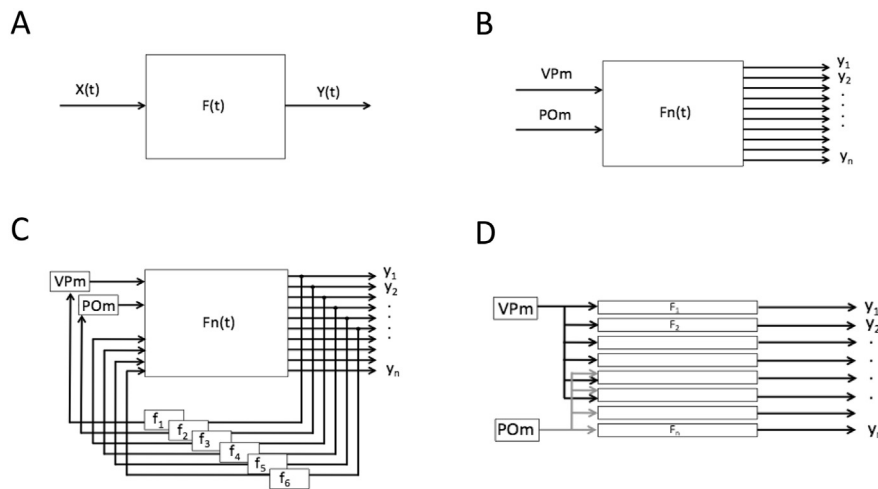 A
X(t)
F(t)
Y(t)
B
VPm
POm
Fn(t)
y1
y2
.
.
.
.
yn
C
VPm
POm
Fn(t)
y1
y2
.
.
.
.
yn
f1
f2
f3
f4
f5
f6
D
VPm
POm
F1
F2
Fn
y1
y2
.
.
.
.